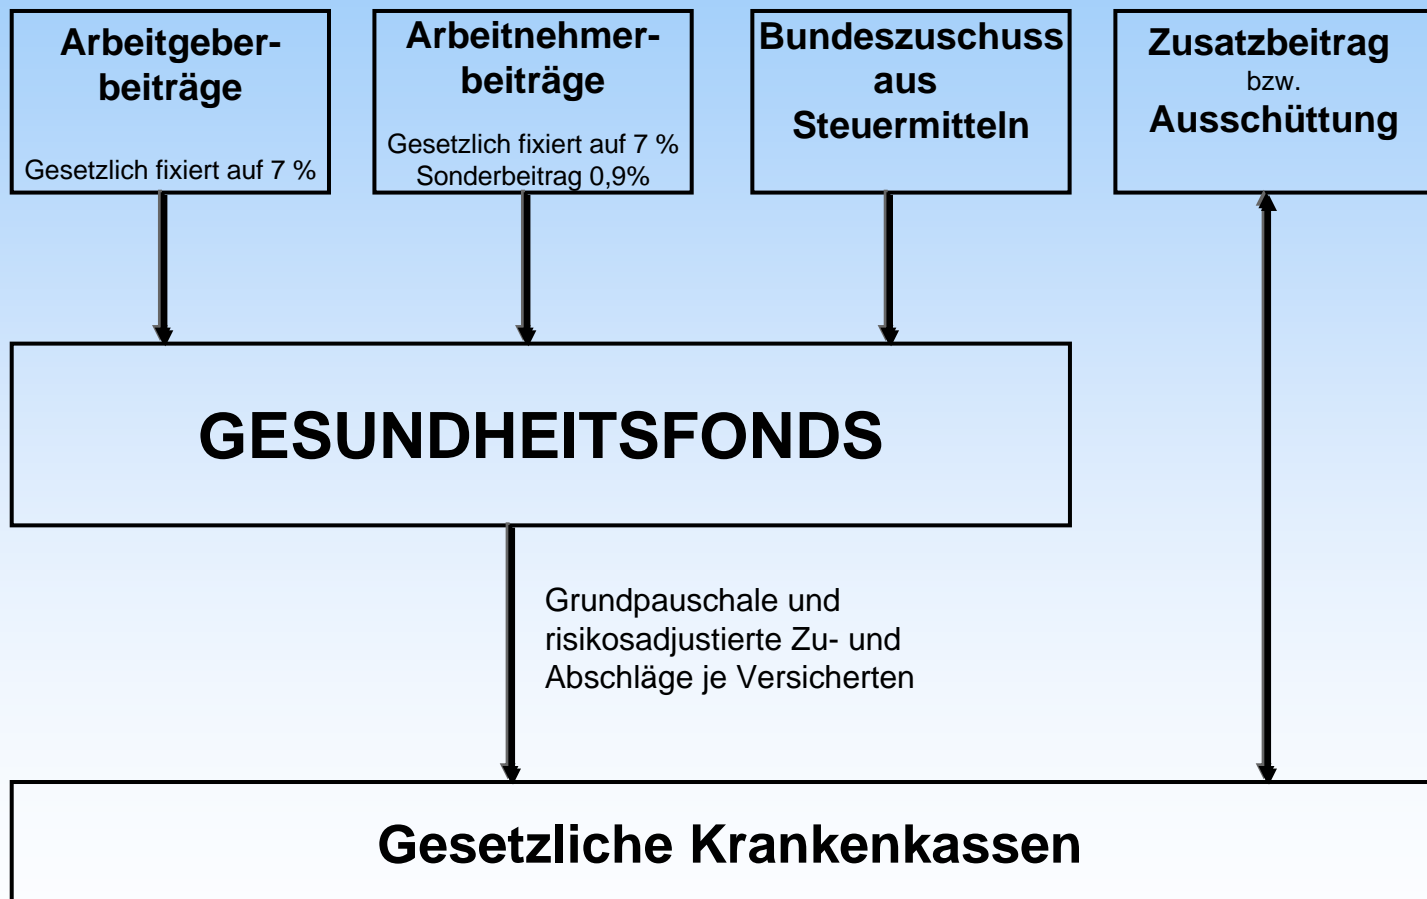 Arbeitgeber-
beiträge
Gesetzlich fixiert auf 7 %
Arbeitnehmer-
beiträge
Gesetzlich fixiert auf 7 %
Sonderbeitrag 0,9%
Bundeszuschuss
aus
Steuermitteln
Zusatzbeitrag
bzw.
Ausschüttung
GESUNDHEITSFONDS
Grundpauschale und
risikosadjustierte Zu- und
Abschläge je Versicherten
Gesetzliche Krankenkassen